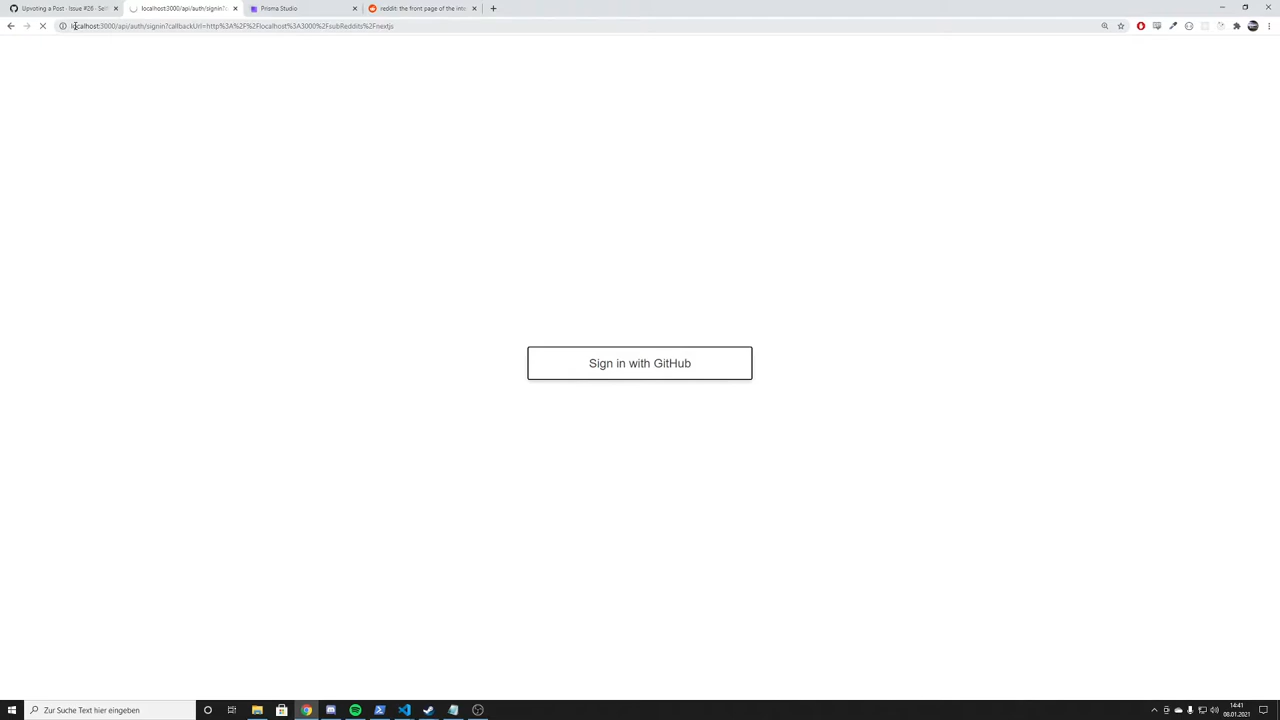 Upvoting a Post · Issue #26 · Sell
localhost:3000/api/auth/signin?
Prisma Studio
reddit: the front page of the inte
localhost:3000/api/auth/signin?callbackUrl=http%3A%2F%2Flocalhost%3A3000%2FsubReddits%2Fnextjs
Sign in with GitHub
Zur Suche Text hier eingeben
14:41
08.01.2021